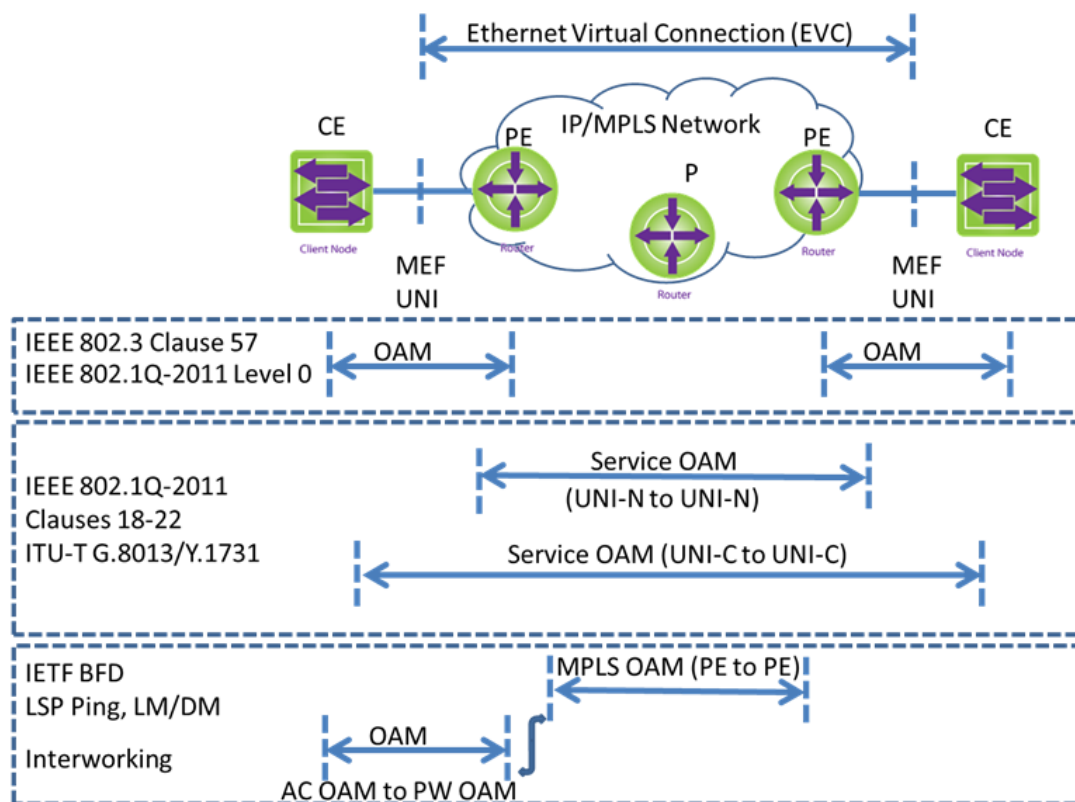 Ethernet Virtual Connection (EVC)
CE
PE
IP/MPLS Network
PE
CE
P
Client Node
Router
Router
Client Node
Router
MEF
UNI
MEF
UNI
IEEE 802.3 Clause 57
IEEE 802.1Q-2011 Level 0
OAM
OAM
IEEE 802.1Q-2011
Clauses 18-22
ITU-T G.8013/Y.1731
Service OAM
(UNI-N to UNI-N)
Service OAM (UNI-C to UNI-C)
IETF BFD
LSP Ping, LM/DM
Interworking
MPLS OAM (PE to PE)
OAM
AC OAM to PW OAM